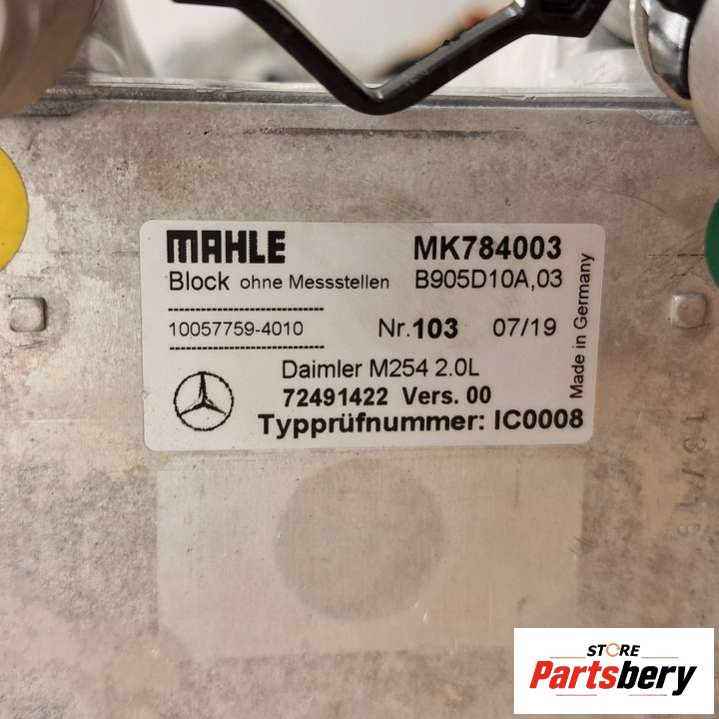 MAHLE MK784003
Block ohne Messstellen B905D10A,03
10057759-4010 Nr.103 07/19
Daimler M254 2.0L
72491422 Vers. 00
Typprüfnummer: IC0008
Made in Germany
STORE
Partsbery